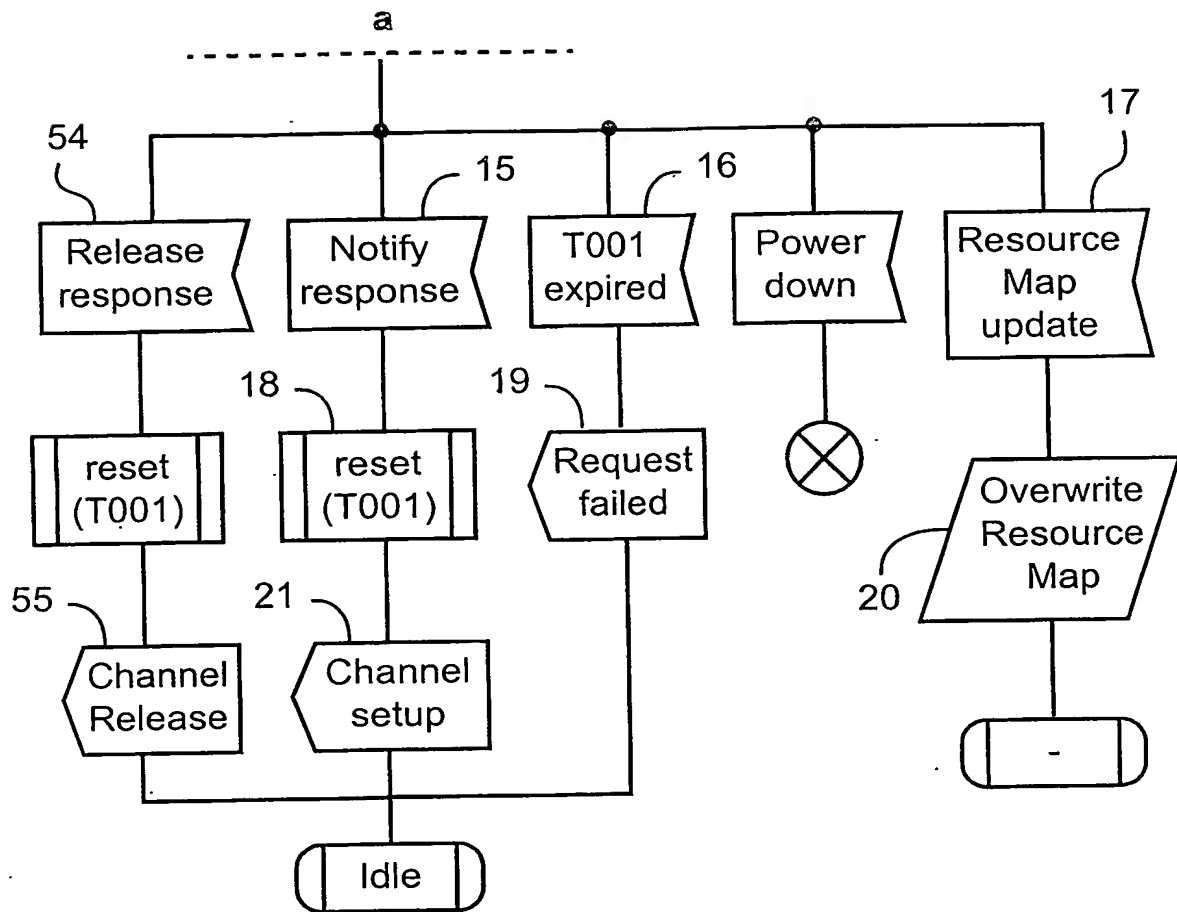 a
54
15
16
17
Release
response
Notify
response
T001
expired
Power
down
Resource
Map
update
18
19
20
reset
(T001)
reset
(T001)
Request
failed
Overwrite
Resource
Map
55
21
Channel
Release
Channel
setup
-
Idle